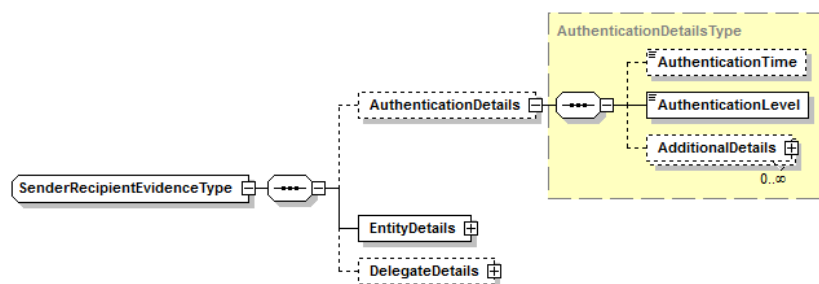 AuthenticationDetailsType
AuthenticationTime
AuthenticationDetails
AuthenticationLevel
AdditionalDetails
0..∞
SenderRecipientEvidenceType
EntityDetails
DelegateDetails